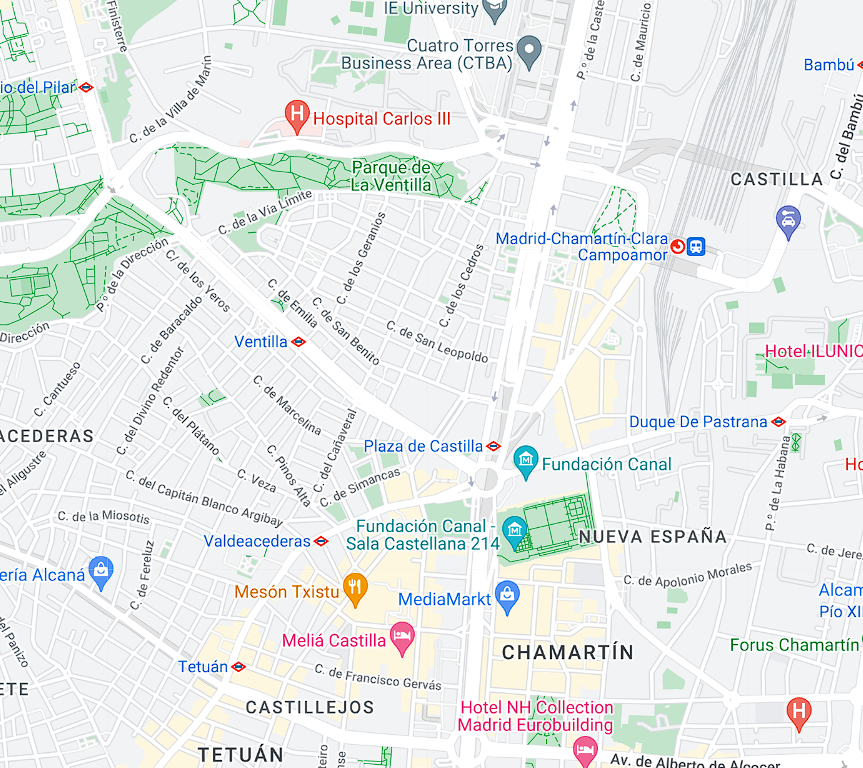 IE University
Finisterre
P.º de la Caste
C. de Mauricio
Cuatro Torres
Business Area (CTBA)
Bambú
io del Pilar
C. de la Villa de Marín
C. del Bambú
Hospital Carlos III
Parque de
La Ventilla
CASTILLA
C. de la Vía Límite
C. de los Geranios
Madrid-Chamartín-Clara
Campoamor
P.º de la Dirección
C/ de los Yeros
C. de los Cedros
C. de Emilia
C. de San Benito
C. de Baracaldo
Dirección
Ventilla
C. de San Leopoldo
Hotel ILUNIC
C. Cantueso
C. del Divino Redentor
C. de Marcelina
C. del Plátano
C. del Cañaveral
Duque De Pastrana
ACEDERAS
Plaza de Castilla
Fundación Canal
P.º de La Habana
Ho
el Aligustre
C. Veza
C. Pinos Alta
C. de Simancas
C. del Capitán Blanco Argibay
C. de la Miosotis
Fundación Canal -
Sala Castellana 214
NUEVA ESPAÑA
Valdeacederas
C. de Jere
C. de Fereluz
ería Alcaná
C. de Apolonio Morales
Mesón Txistu
MediaMarkt
Alcam
Pío XII
del Panizo
Meliá Castilla
CHAMARTÍN
Forus Chamartín
Tetuán
C. de Francisco Gervás
ETE
CASTILLEJOS
Hotel NH Collection
Madrid Eurobuilding
TETUÁN
Av. de Alberto de Alcocer